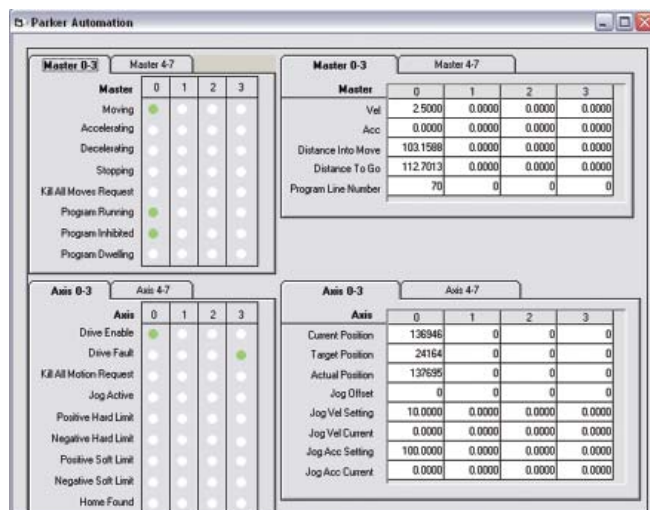 Parker Automation
Master 0-3 Master 4-7
Master 0 1 2 3
Moving
Accelerating
Decelerating
Stopping
Kill All Moves Request
Program Running
Program Inhibited
Program Dwelling
Master 0-3 Master 4-7
Master 0 1 2 3
Vel 2.5000 0.0000 0.0000 0.0000
Acc 0.0000 0.0000 0.0000 0.0000
Distance Into Move 103.1588 0.0000 0.0000 0.0000
Distance To Go 112.7013 0.0000 0.0000 0.0000
Program Line Number 70 0 0 0
Axis 0-3 Axis 4-7
Axis 0 1 2 3
Drive Enable
Drive Fault
Kill All Motion Request
Jog Active
Positive Hard Limit
Negative Hard Limit
Positive Soft Limit
Negative Soft Limit
Home Found
Axis 0-3 Axis 4-7
Axis 0 1 2 3
Current Position 136946 0 0 0
Target Position 24164 0 0 0
Actual Position 137695 0 0 0
Jog Offset 0 0 0 0
Jog Vel Setting 10.0000 0.0000 0.0000 0.0000
Jog Vel Current 0.0000 0.0000 0.0000 0.0000
Jog Acc Setting 100.0000 0.0000 0.0000 0.0000
Jog Acc Current 0.0000 0.0000 0.0000 0.0000